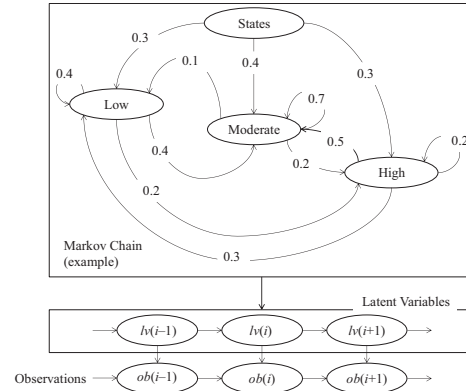 States
0.3
0.4
0.3
0.4
0.1
0.7
Low
Moderate
0.4
0.2
0.5
0.2
High
0.2
0.3
Markov Chain
(example)
Latent Variables
lv(i–1) lv(i) lv(i+1)
Observations ob(i–1) ob(i) ob(i+1)